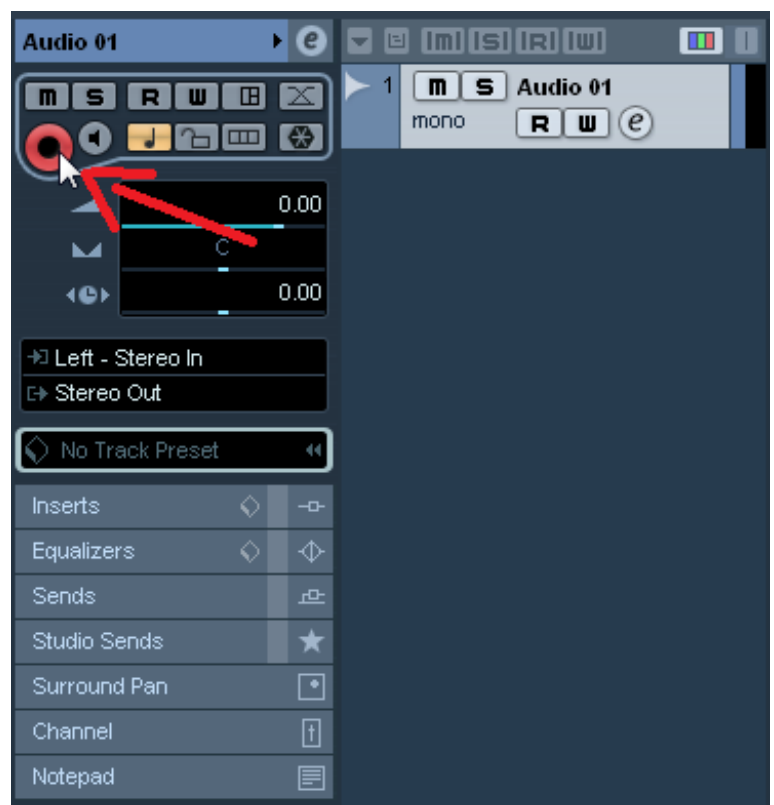 Audio 01 e
m S R W
0.00
C
0.00
Left - Stereo In
Stereo Out
No Track Preset
Inserts
Equalizers
Sends
Studio Sends
Surround Pan
Channel
Notepad
m S R W
1 m S Audio 01
mono R W e